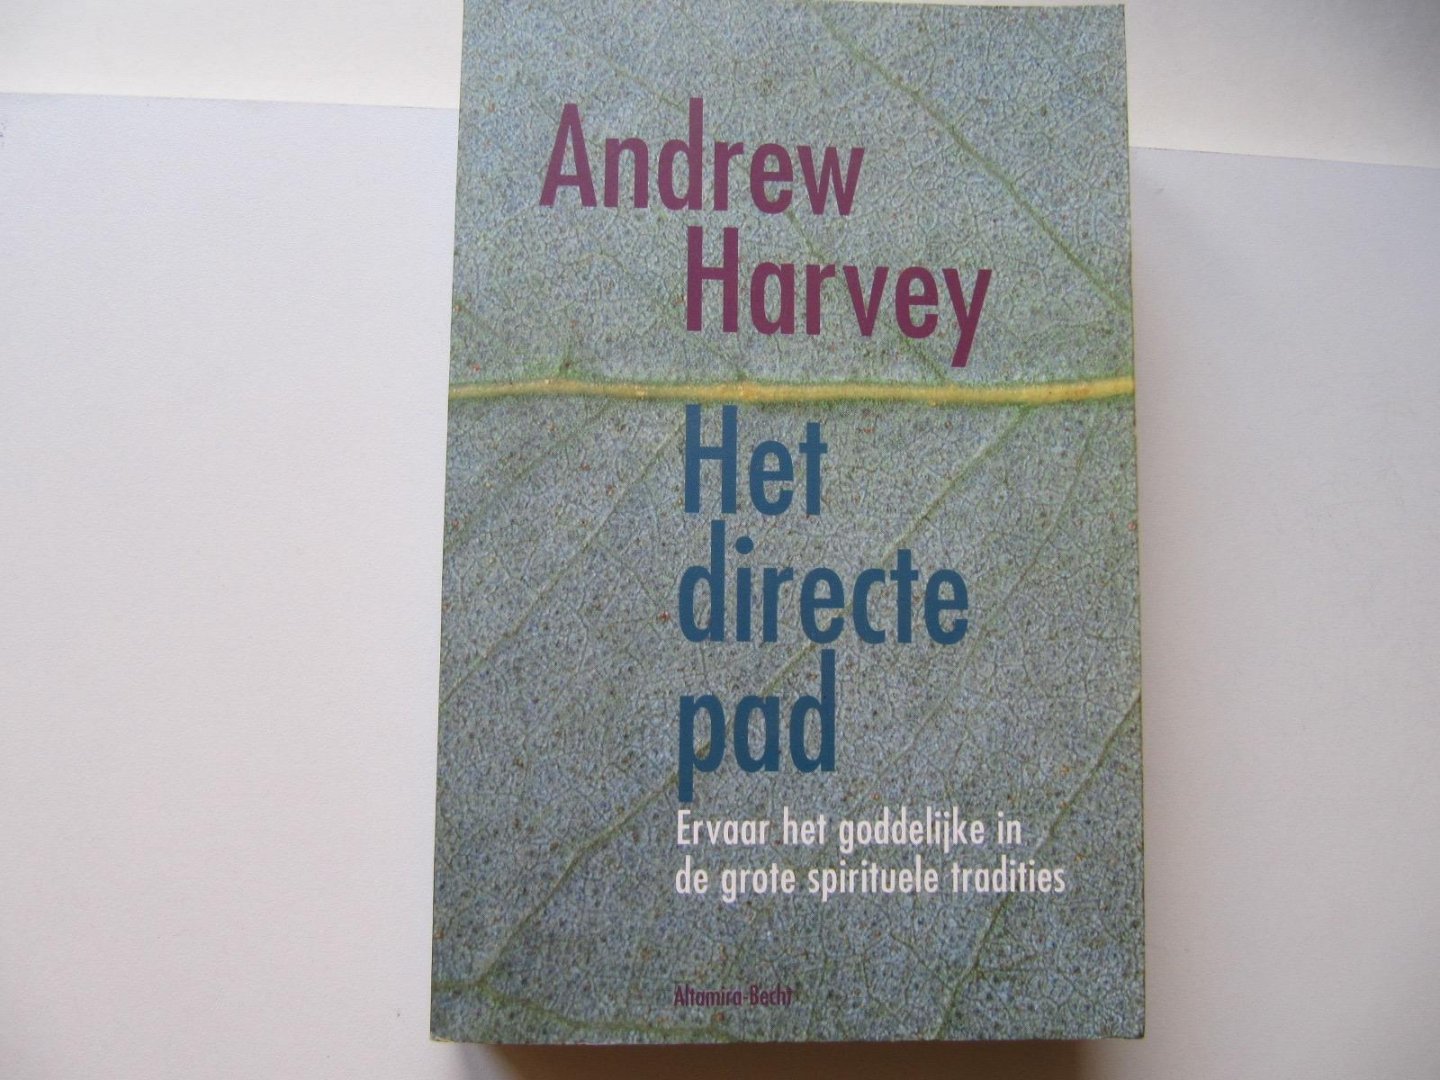 Andrew
Harvey
Het
directe
pad
Ervaar het goddelijke in
de grote spirituele tradities
Altamira-Becht